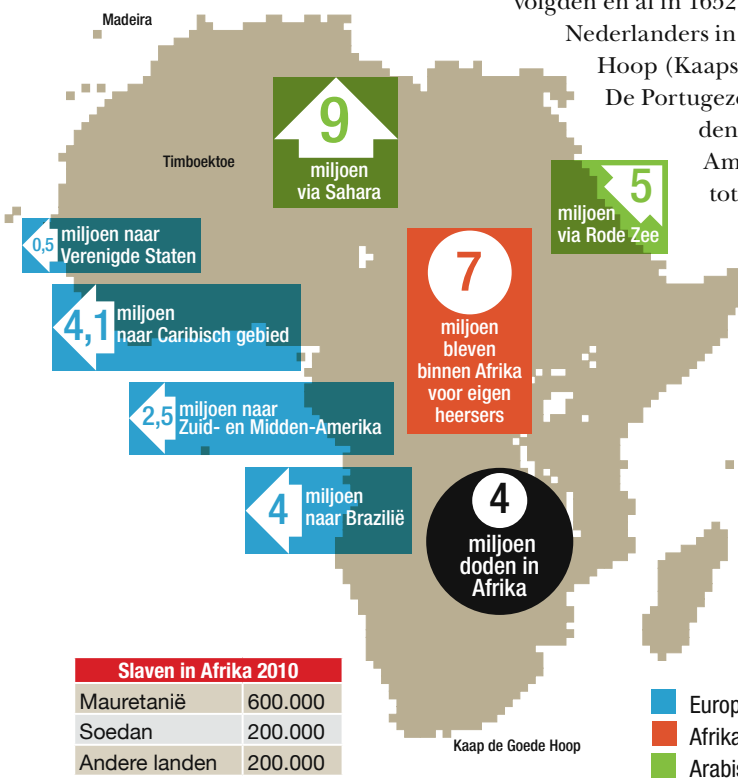 volgden en al in 1652
Nederlanders in
Hoop (Kaaps
De Portugeze
den
Am
tot
Madeira
Timboektoe
9
miljoen
via Sahara
5
miljoen
via Rode Zee
0,5 miljoen naar
Verenigde Staten
4,1 miljoen
naar Caribisch gebied
7
miljoen
bleven
binnen Afrika
voor eigen
heersers
2,5 miljoen naar
Zuid- en Midden-Amerika
4 miljoen
naar Brazilië
4
miljoen
doden in
Afrika
Slaven in Afrika 2010
Mauretanië 600.000
Soedan 200.000
Andere landen 200.000
Kaap de Goede Hoop
Europ
Afrika
Arabis